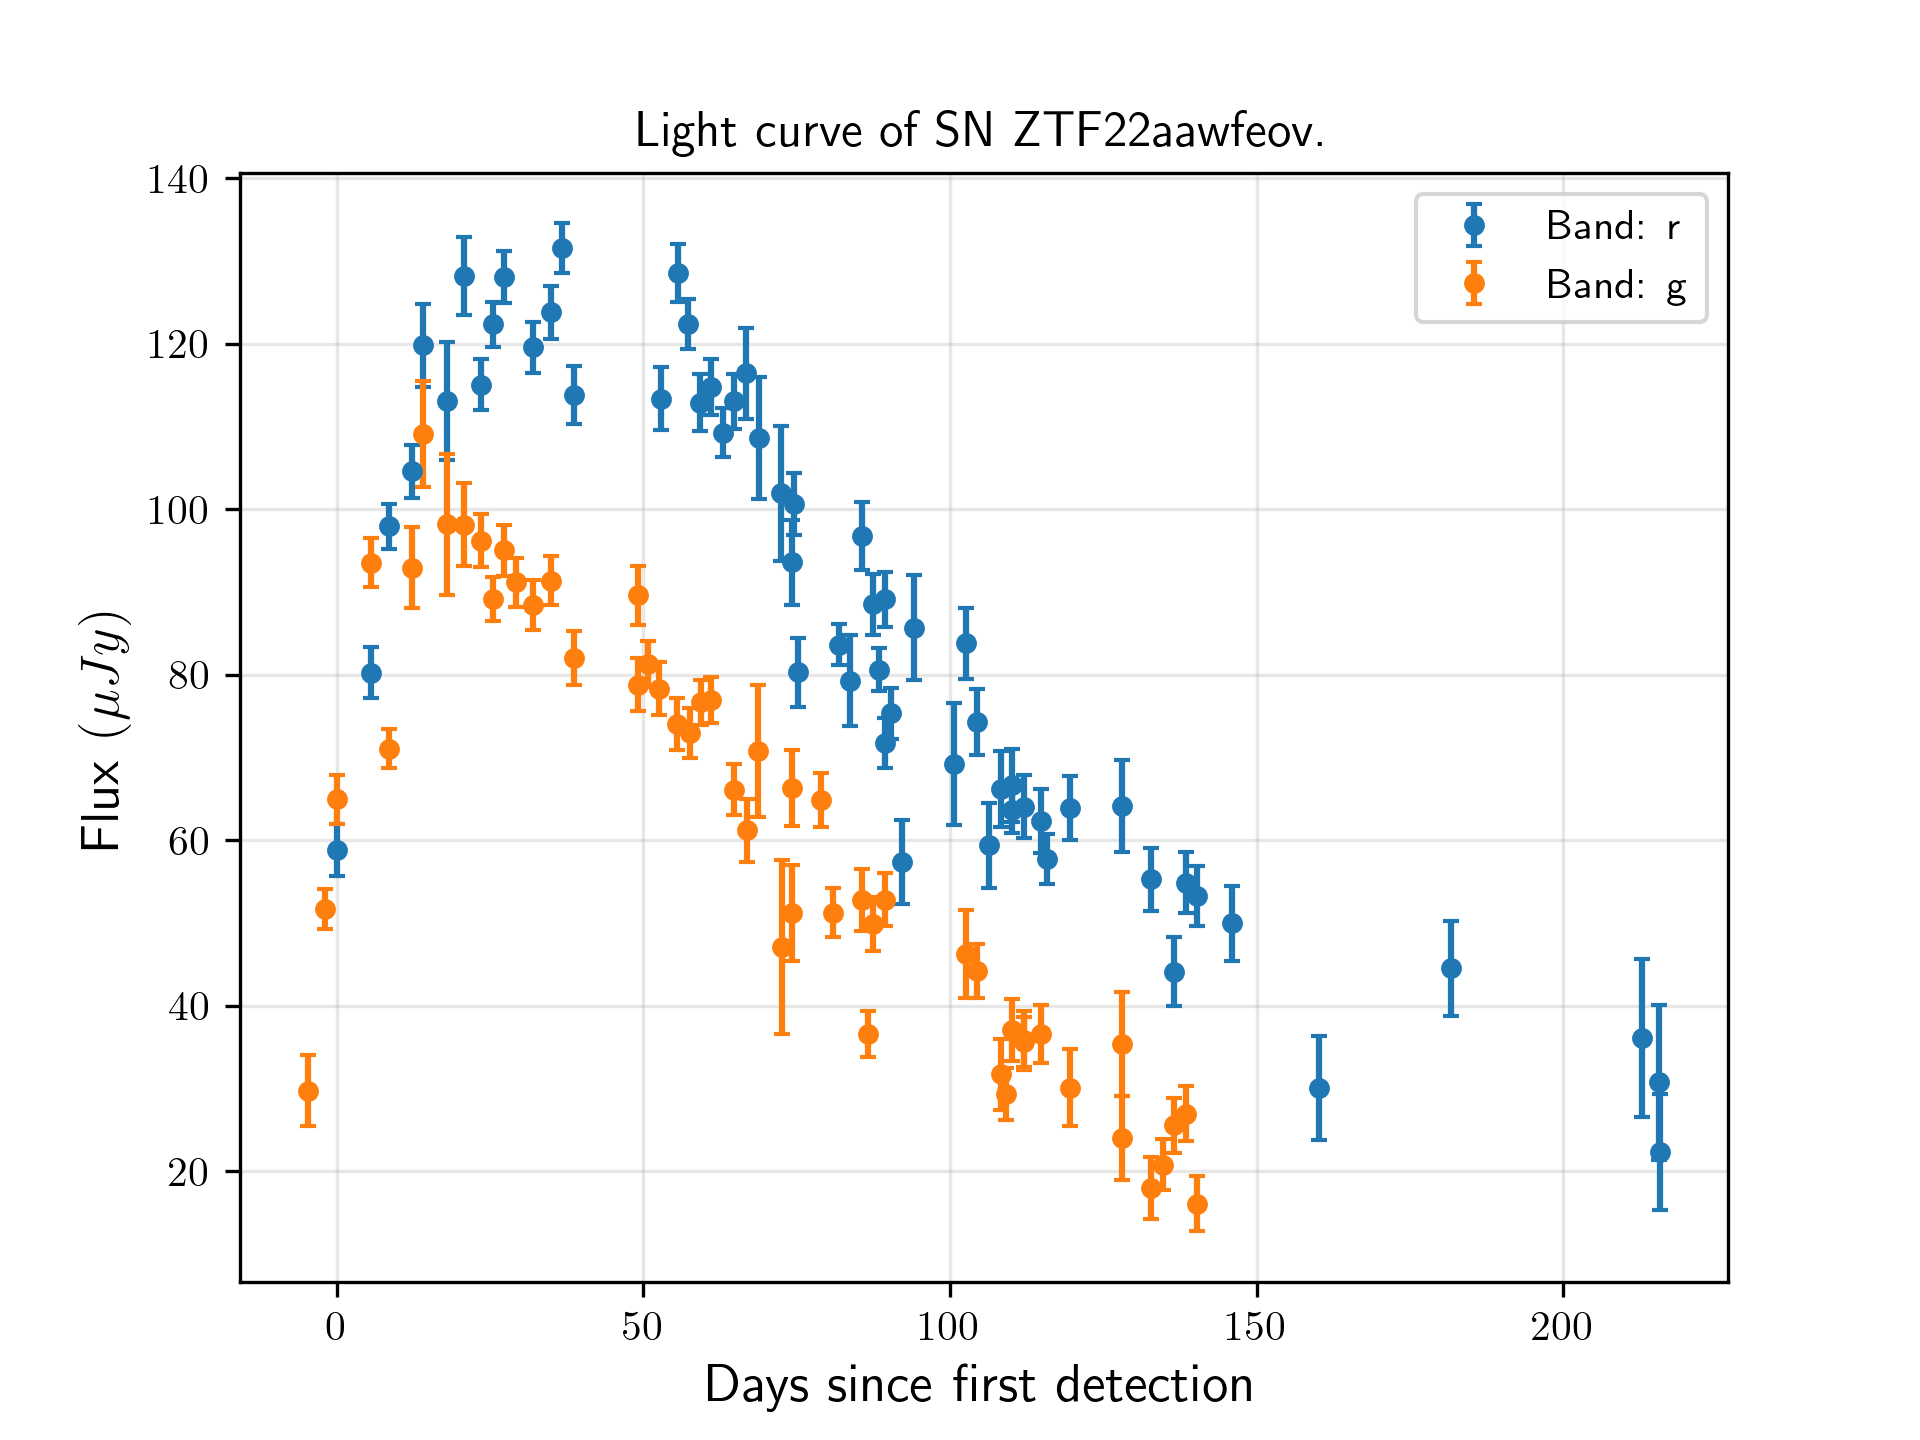 Light curve of SN ZTF22aawfeov.
140
120
100
80
60
40
20
Flux (μJy)
Band: r
Band: g
0 50 100 150 200
Days since first detection